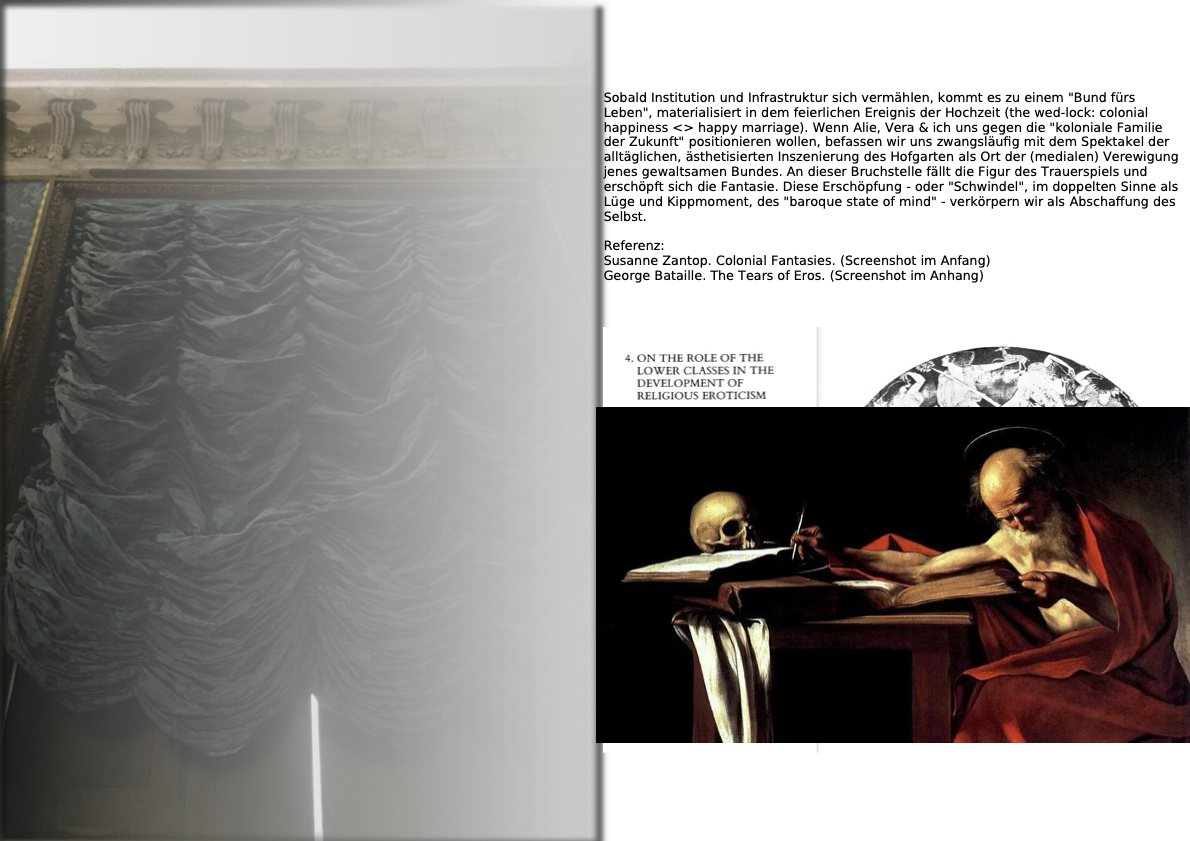 Sobald Institution und Infrastruktur sich vermählen, kommt es zu einem "Bund fürs
Leben", materialisiert in dem feierlichen Ereignis der Hochzeit (the wed-lock: colonial
happiness <> happy marriage). Wenn Alie, Vera & ich uns gegen die "koloniale Familie
der Zukunft" positionieren wollen, befassen wir uns zwangsläufig mit dem Spektakel der
alltäglichen, ästhetisierten Inszenierung des Hofgarten als Ort der (medialen) Verewigung
jenes gewaltsamen Bundes. An dieser Bruchstelle fällt die Figur des Trauerspiels und
erschöpft sich die Fantasie. Diese Erschöpfung - oder "Schwindel", im doppelten Sinne als
Lüge und Kippmoment, des "baroque state of mind" - verkörpern wir als Abschaffung des
Selbst.
Referenz:
Susanne Zantop. Colonial Fantasies. (Screenshot im Anfang)
George Bataille. The Tears of Eros. (Screenshot im Anhang)
4. ON THE ROLE OF THE
LOWER CLASSES IN THE
DEVELOPMENT OF
RELIGIOUS EROTICISM